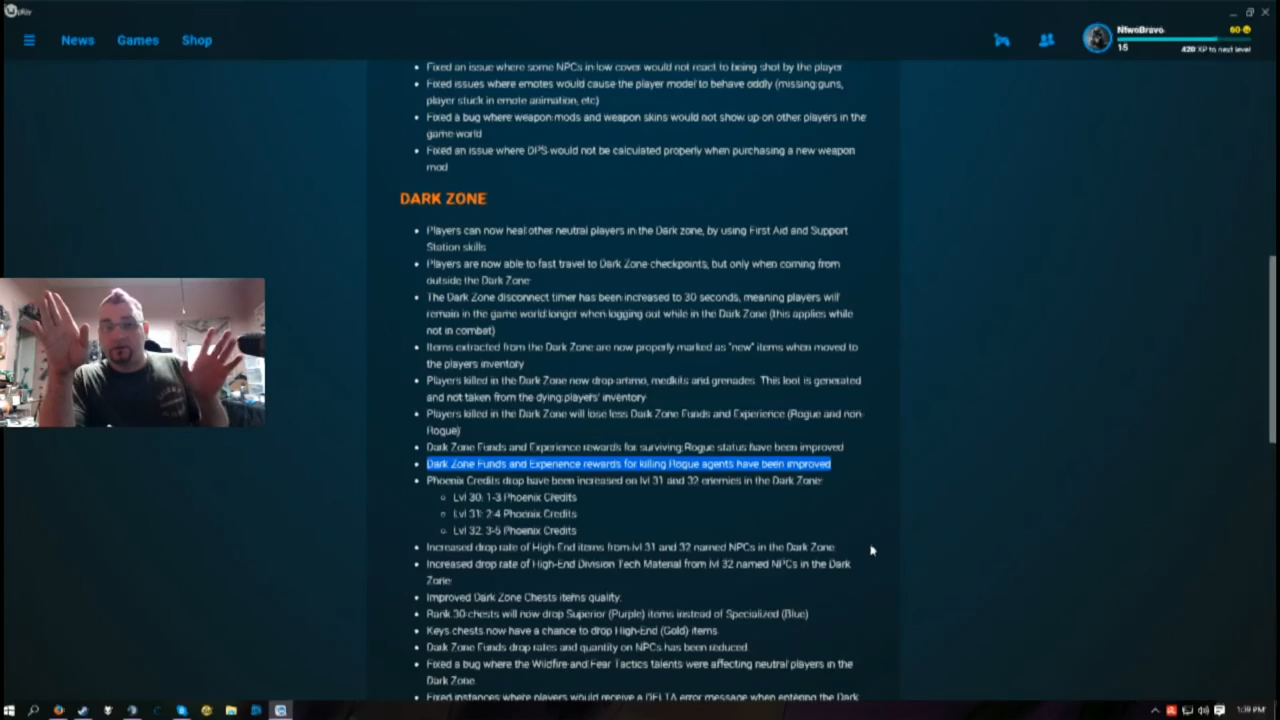 uplay
News Games Shop
NtwoBravo
60
15
420 XP to next level
Fixed an issue where some NPCs in low cover would not react to being shot by the player
Fixed issues where emotes would cause the player model to behave oddly (missing guns,
player stuck in emote animation, etc)
Fixed a bug where weapon mods and weapon skins would not show up on other players in the
game world
Fixed an issue where DPS would not be calculated properly when purchasing a new weapon
mod
DARK ZONE
Players can now heal other neutral players in the Dark zone, by using First Aid and Support
Station skills
Players are now able to fast travel to Dark Zone checkpoints, but only when coming from
outside the Dark Zone
The Dark Zone disconnect timer has been increased to 30 seconds, meaning players will
remain in the game world longer when logging out while in the Dark Zone (this applies while
not in combat)
Items extracted from the Dark Zone are now properly marked as "new" items when moved to
the players inventory
Players killed in the Dark Zone now drop ammo, medkits and grenades. This loot is generated
and not taken from the dying players' inventory
Players killed in the Dark Zone will lose less Dark Zone Funds and Experience (Rogue and non-
Rogue)
Dark Zone Funds and Experience rewards for surviving Rogue status have been improved
Dark Zone Funds and Experience rewards for killing Rogue agents have been improved
Phoenix Credits drop have been increased on lvl 31 and 32 enemies in the Dark Zone:
Lvl 30: 1-3 Phoenix Credits
Lvl 31: 2-4 Phoenix Credits
Lvl 32: 3-5 Phoenix Credits
Increased drop rate of High-End items from lvl 31 and 32 named NPCs in the Dark Zone
Increased drop rate of High-End Division Tech Material from lvl 32 named NPCs in the Dark
Zone
Improved Dark Zone Chests items quality.
Rank 30 chests will now drop Superior (Purple) items instead of Specialized (Blue)
Keys chests now have a chance to drop High-End (Gold) items
Dark Zone Funds drop rates and quantity on NPCs has been reduced
Fixed a bug where the Wildfire and Fear Tactics talents were affecting neutral players in the
Dark Zone
Fixed instances where players would receive a DELTA error message when entering the Dark
1:39 PM